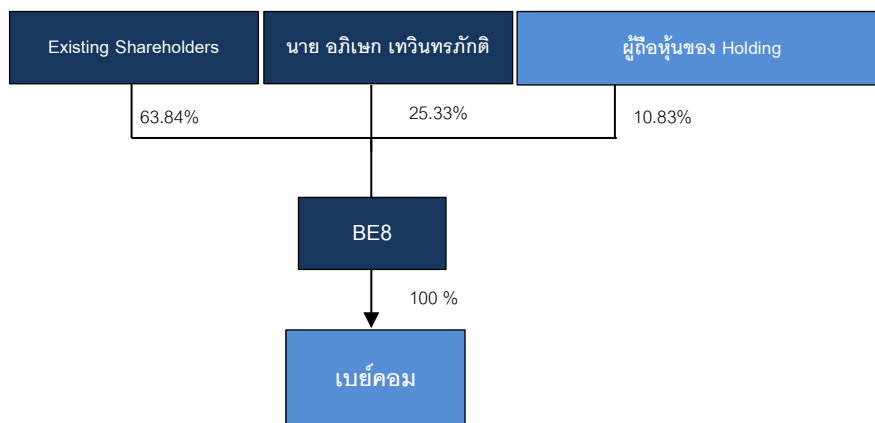 Existing Shareholders
นาย อภิเษก เทวินทรภักติ
ผู้ถือหุ้นของ Holding
63.84%
25.33%
10.83%
BE8
100 %
เบย์คอม